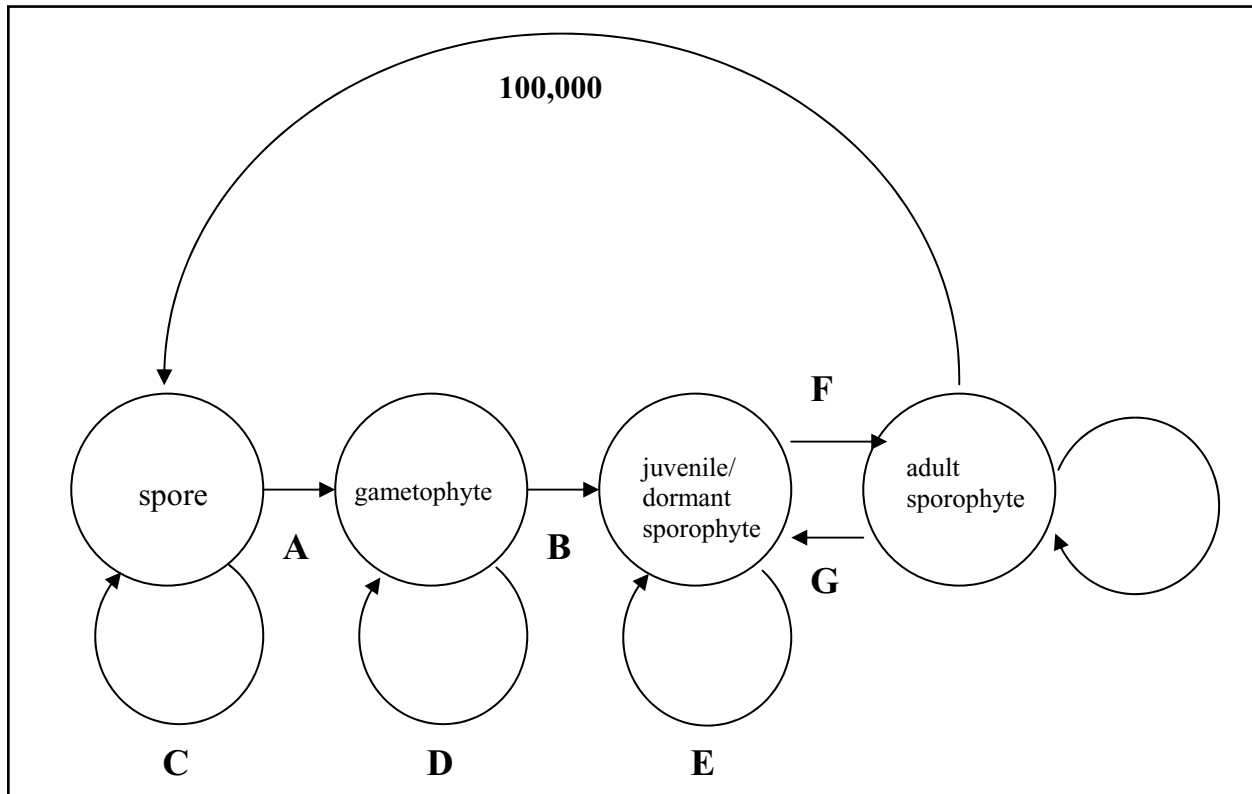 100,000
F
spore
gametophyte
juvenile/
dormant
sporophyte
adult
sporophyte
A
B
G
C
D
E